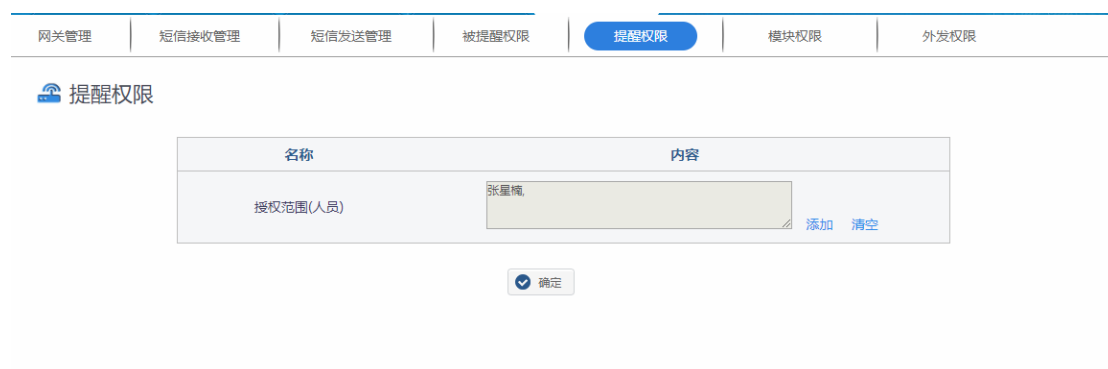 网关管理 短信接收管理 短信发送管理 被提醒权限 提醒权限 模块权限 外发权限
提醒权限
名称 内容
授权范围(人员) 张星楠, 添加 清空
确定